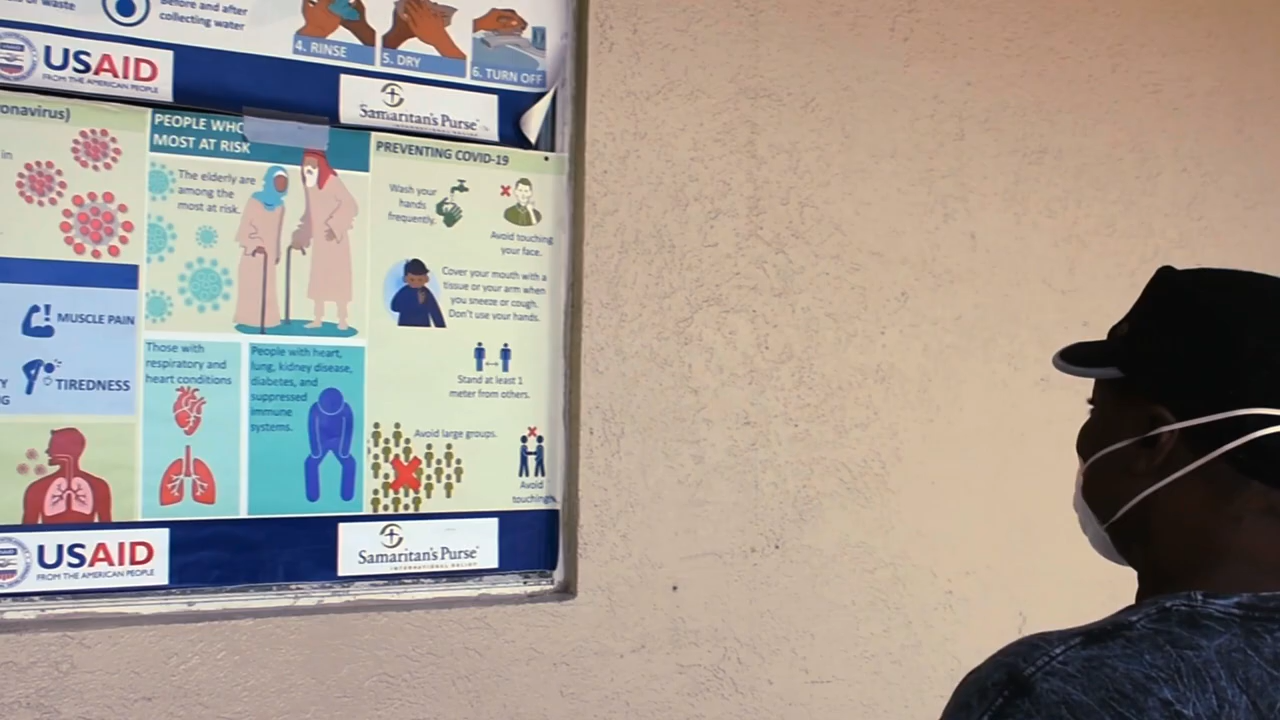 of waste
Before and after
collecting water
4. RINSE
5. DRY
6. TURN OFF
USAID
FROM THE AMERICAN PEOPLE
Samaritan's Purse
INTERNATIONAL RELIEF
onavirus)
in
PEOPLE WHO
MOST AT RISK
The elderly are
among the
most at risk.
MUSCLE PAIN
TIREDNESS
Those with
respiratory and
heart conditions
People with heart,
lung, kidney disease,
diabetes, and
suppressed
immune
systems.
PREVENTING COVID-19
Wash your
hands
frequently.
Avoid touching
your face.
Cover your mouth with a
tissue or your arm when
you sneeze or cough.
Don't use your hands.
Stand at least 1
meter from others.
Avoid large groups.
Avoid
touching
USAID
FROM THE AMERICAN PEOPLE
Samaritan's Purse
INTERNATIONAL RELIEF